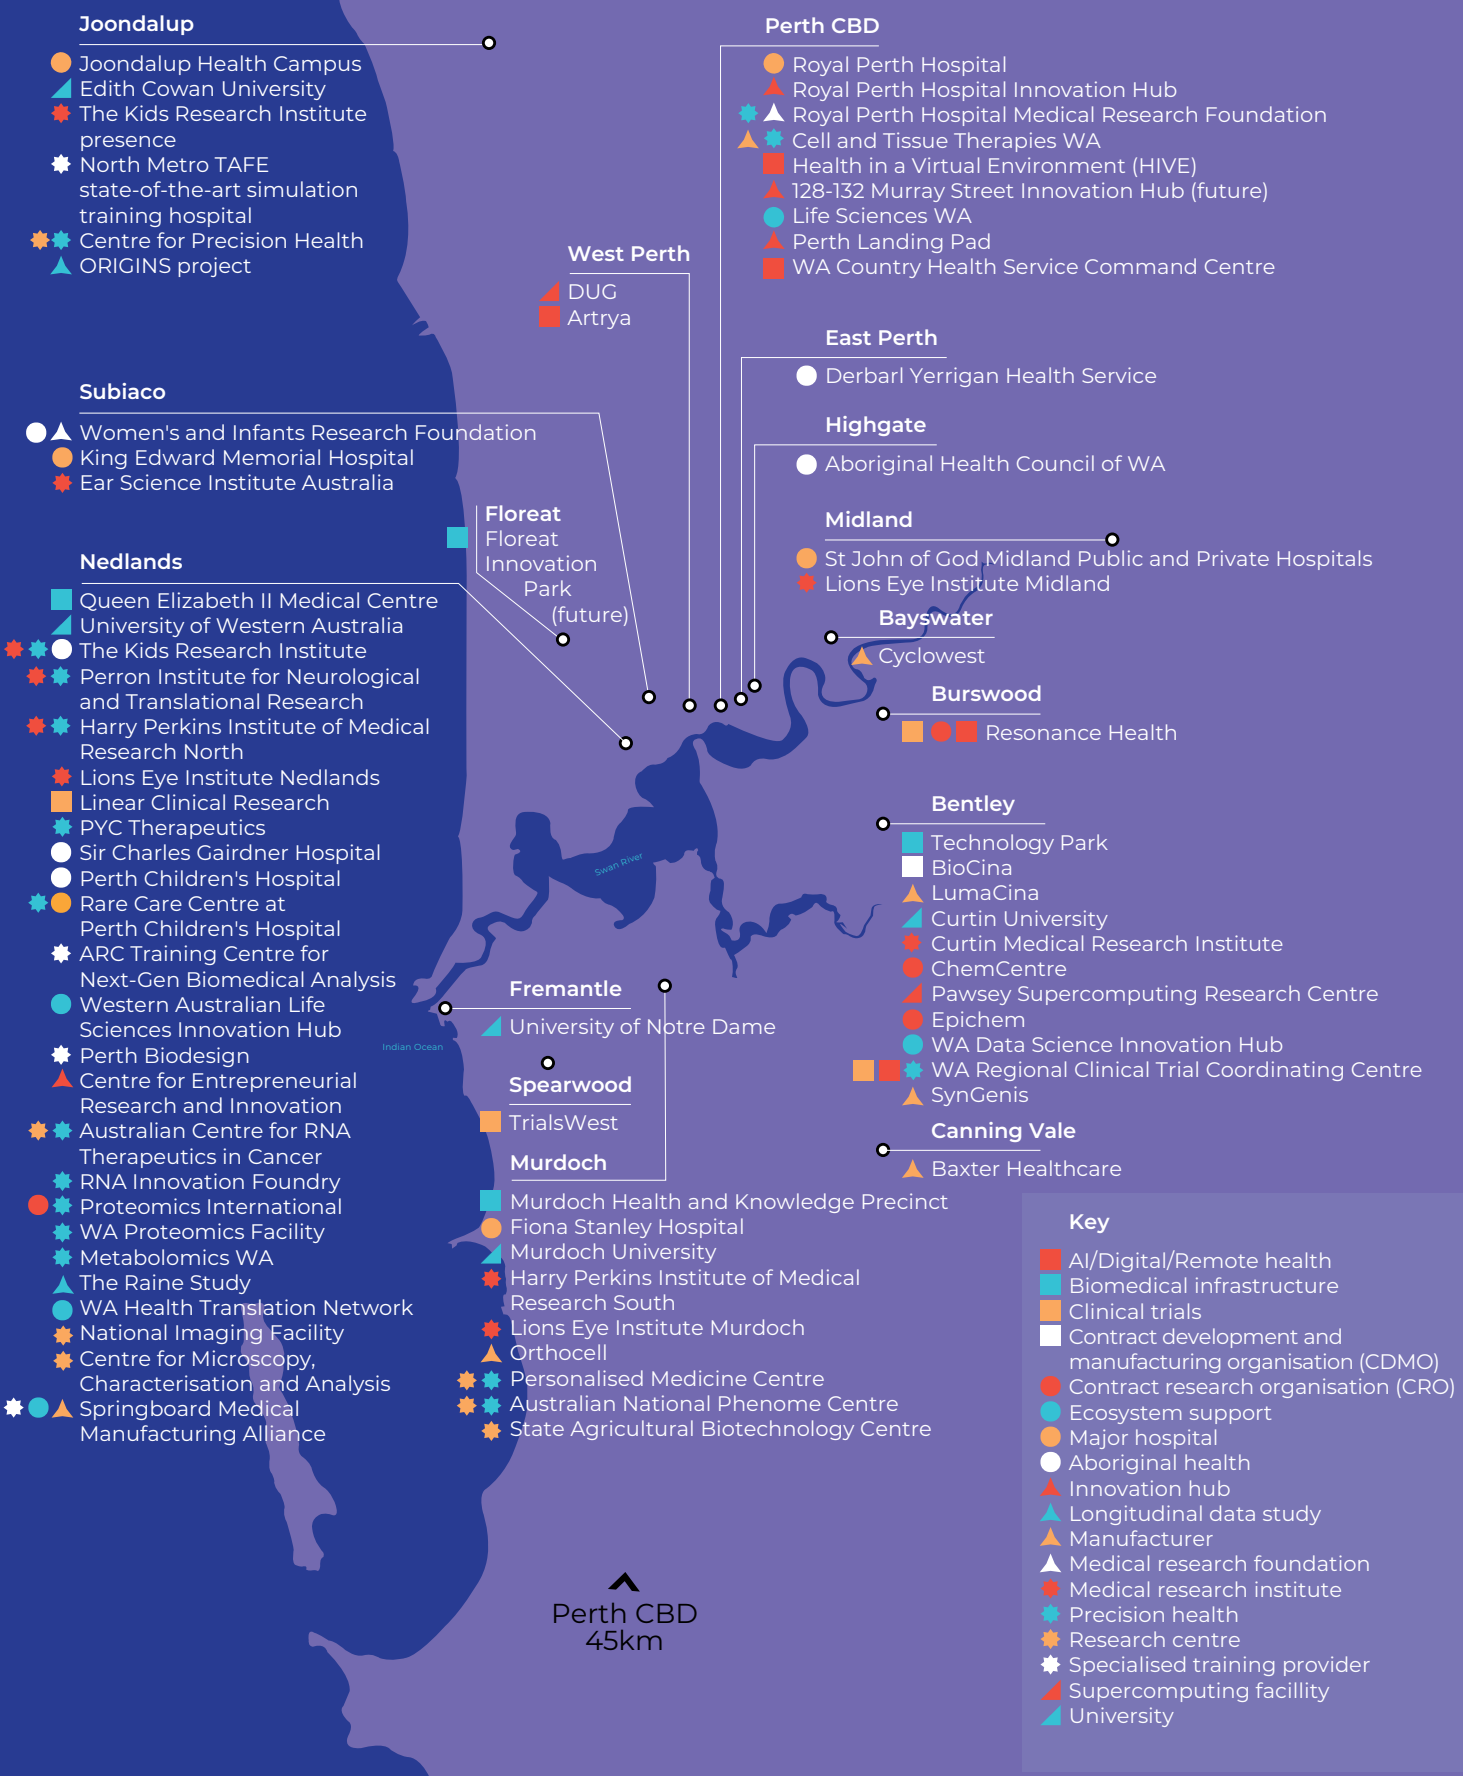 Joondalup
Joondalup Health Campus
Edith Cowan University
The Kids Research Institute
presence
North Metro TAFE
state-of-the-art simulation
training hospital
Centre for Precision Health
ORIGINS project
Perth CBD
Royal Perth Hospital
Royal Perth Hospital Innovation Hub
Royal Perth Hospital Medical Research Foundation
Cell and Tissue Therapies WA
Health in a Virtual Environment (HIVE)
128-132 Murray Street Innovation Hub (future)
Life Sciences WA
Perth Landing Pad
WA Country Health Service Command Centre
West Perth
DUG
Artrya
East Perth
Derbarl Yerrigan Health Service
Highgate
Aboriginal Health Council of WA
Subiaco
Women's and Infants Research Foundation
King Edward Memorial Hospital
Ear Science Institute Australia
Floreat
Floreat
Innovation
Park
(future)
Midland
St John of God Midland Public and Private Hospitals
Lions Eye Institute Midland
Bayswater
Cyclowest
Burswood
Resonance Health
Nedlands
Queen Elizabeth II Medical Centre
University of Western Australia
The Kids Research Institute
Perron Institute for Neurological
and Translational Research
Harry Perkins Institute of Medical
Research North
Lions Eye Institute Nedlands
Linear Clinical Research
PYC Therapeutics
Sir Charles Gairdner Hospital
Perth Children's Hospital
Rare Care Centre at
Perth Children's Hospital
ARC Training Centre for
Next-Gen Biomedical Analysis
Western Australian Life
Sciences Innovation Hub
Perth Biodesign
Centre for Entrepreneurial
Research and Innovation
Australian Centre for RNA
Therapeutics in Cancer
RNA Innovation Foundry
Proteomics International
WA Proteomics Facility
Metabolomics WA
The Raine Study
WA Health Translation Network
National Imaging Facility
Centre for Microscopy,
Characterisation and Analysis
Springboard Medical
Manufacturing Alliance
Swan River
Indian Ocean
Bentley
Technology Park
BioCina
LumaCina
Curtin University
Curtin Medical Research Institute
ChemCentre
Pawsey Supercomputing Research Centre
Epichem
WA Data Science Innovation Hub
WA Regional Clinical Trial Coordinating Centre
SynGenis
Canning Vale
Baxter Healthcare
Fremantle
University of Notre Dame
Spearwood
TrialsWest
Murdoch
Murdoch Health and Knowledge Precinct
Fiona Stanley Hospital
Murdoch University
Harry Perkins Institute of Medical
Research South
Lions Eye Institute Murdoch
Orthocell
Personalised Medicine Centre
Australian National Phenome Centre
State Agricultural Biotechnology Centre
Perth CBD
45km
Key
AI/Digital/Remote health
Biomedical infrastructure
Clinical trials
Contract development and
manufacturing organisation (CDMO)
Contract research organisation (CRO)
Ecosystem support
Major hospital
Aboriginal health
Innovation hub
Longitudinal data study
Manufacturer
Medical research foundation
Medical research institute
Precision health
Research centre
Specialised training provider
Supercomputing facillity
University